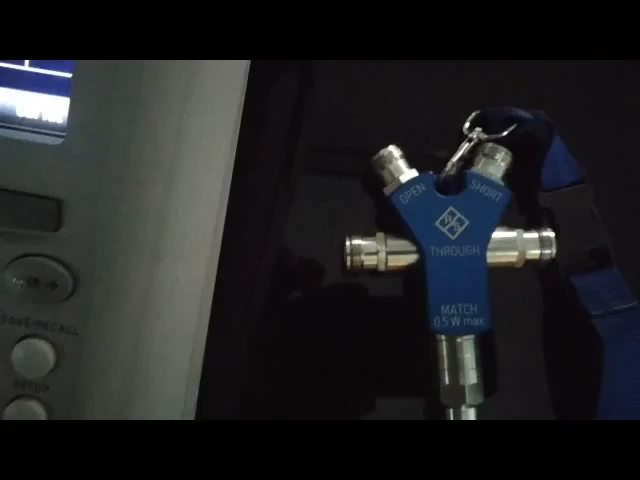 OPEN
SHORT
R
S
THROUGH
MATCH
0.5 W max
SAVE/RECALL
SETUP